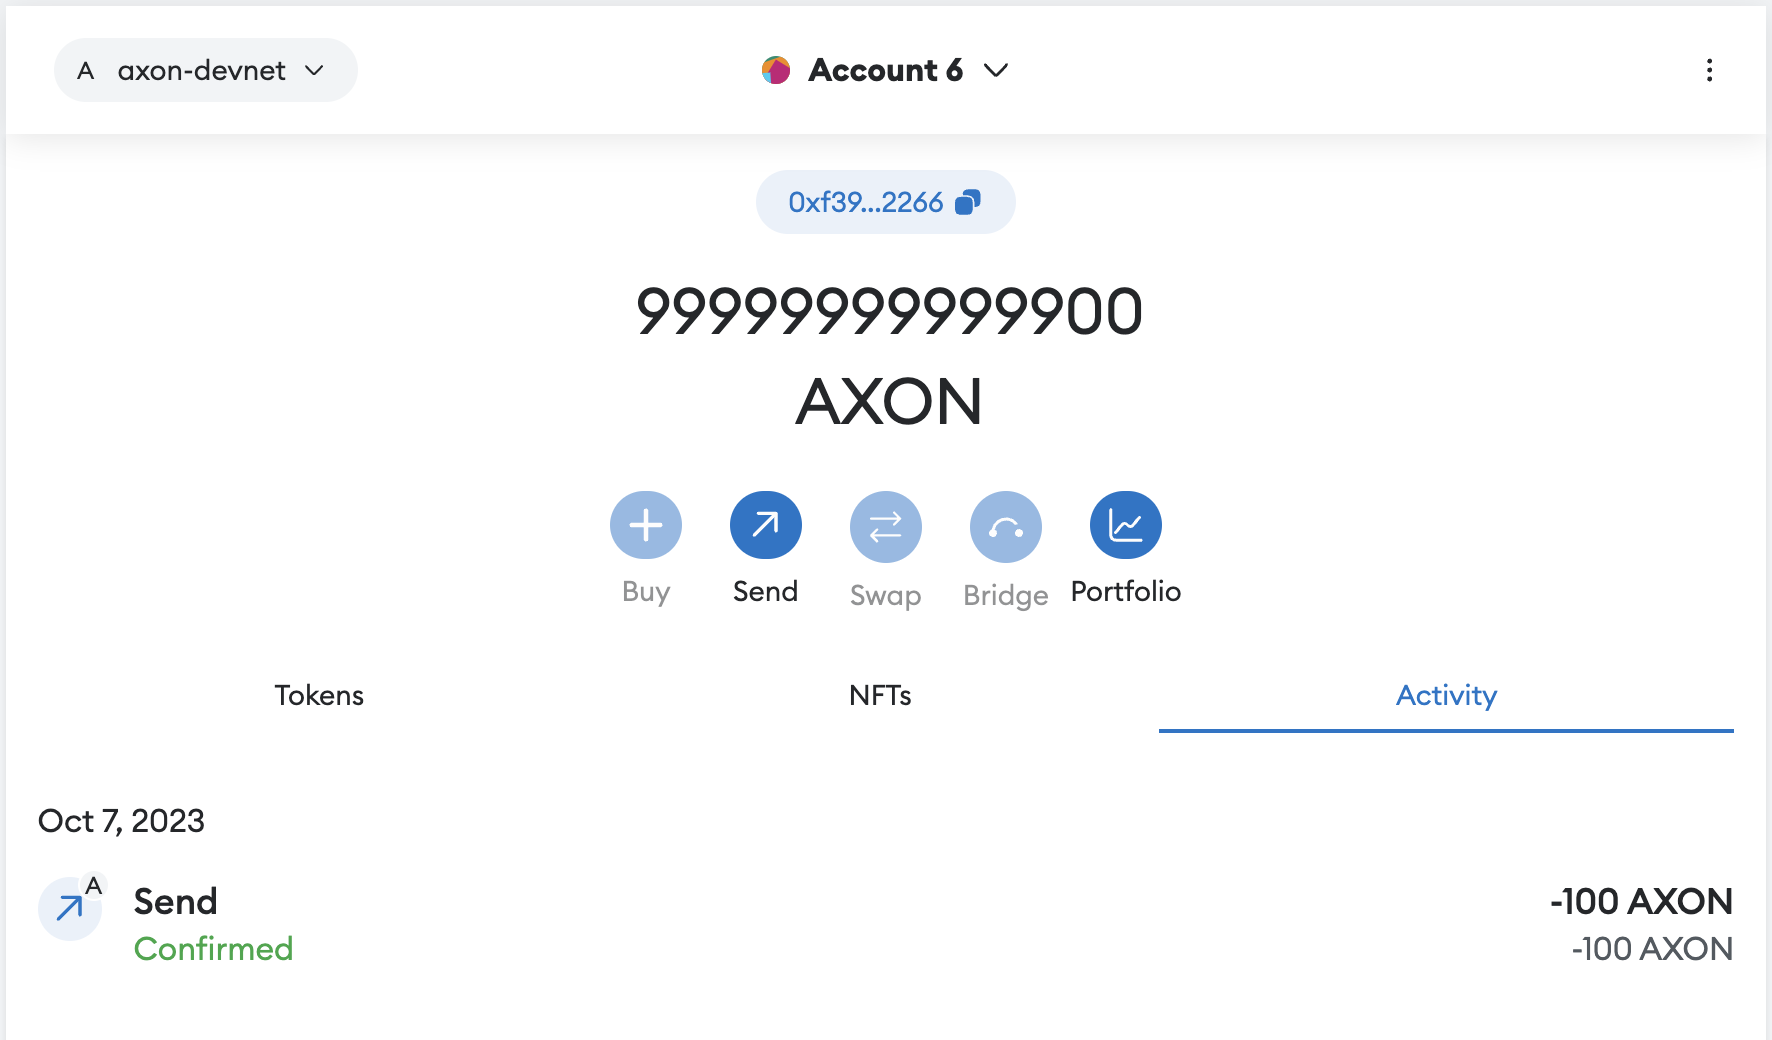 A axon-devnet
Account 6
0xf39...2266
99999999999900
AXON
Buy
Send
Swap
Bridge
Portfolio
Tokens
NFTs
Activity
Oct 7, 2023
A
Send
-100 AXON
Confirmed
-100 AXON